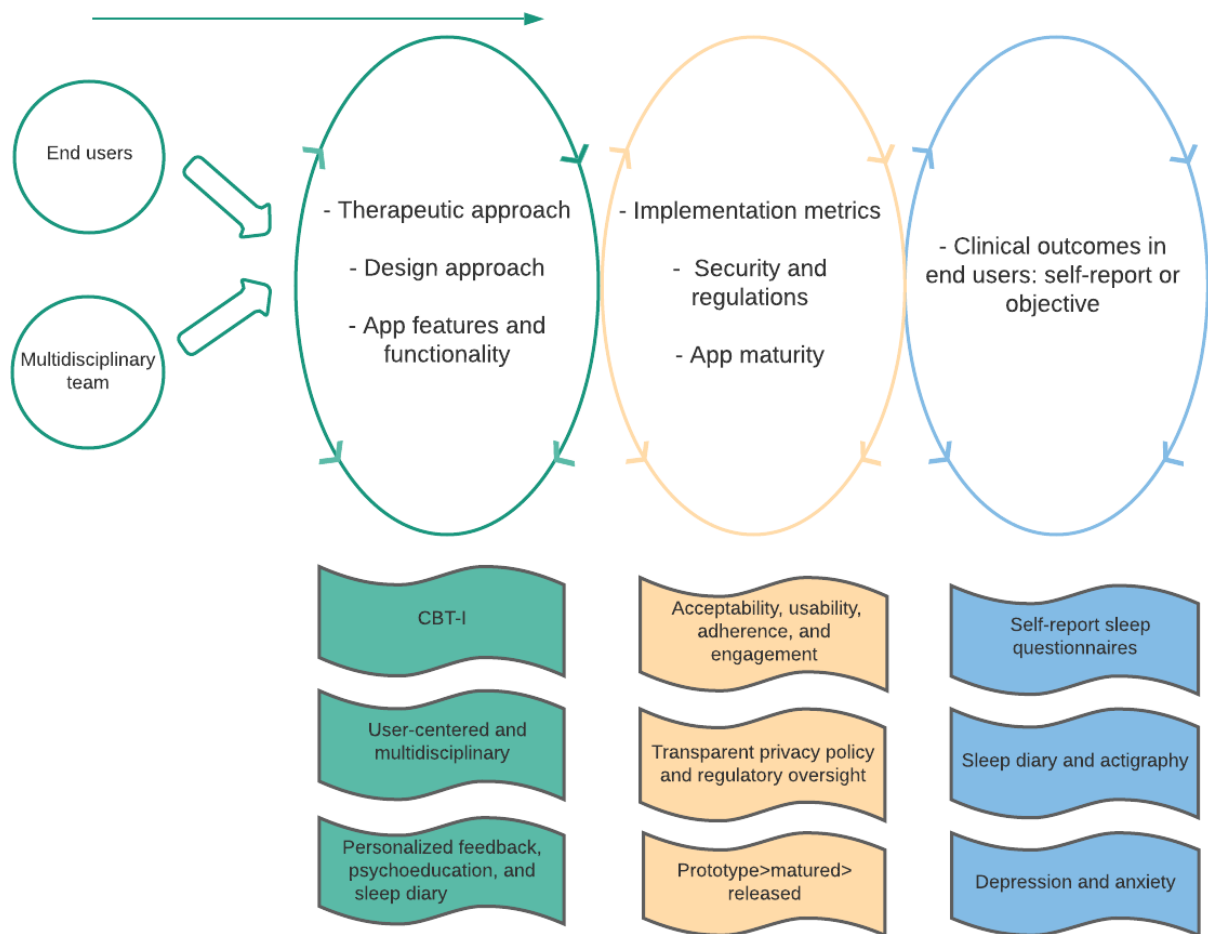 End users
Multidisciplinary
team
- Therapeutic approach
- Design approach
- App features and
functionality
- Implementation metrics
- Security and
regulations
- App maturity
- Clinical outcomes in
end users: self-report or
objective
CBT-I
User-centered and
multidisciplinary
Personalized feedback,
psychoeducation, and
sleep diary
Acceptability, usability,
adherence, and
engagement
Transparent privacy policy
and regulatory oversight
Prototype>matured>
released
Self-report sleep
questionnaires
Sleep diary and actigraphy
Depression and anxiety